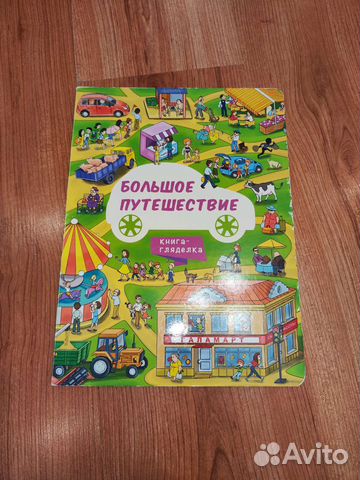 БОЛЬШОЕ
ПУТЕШЕСТВИЕ
КНИГА-
ГЛЯДЕЛКА
ГАЛАМАРТ
Avito